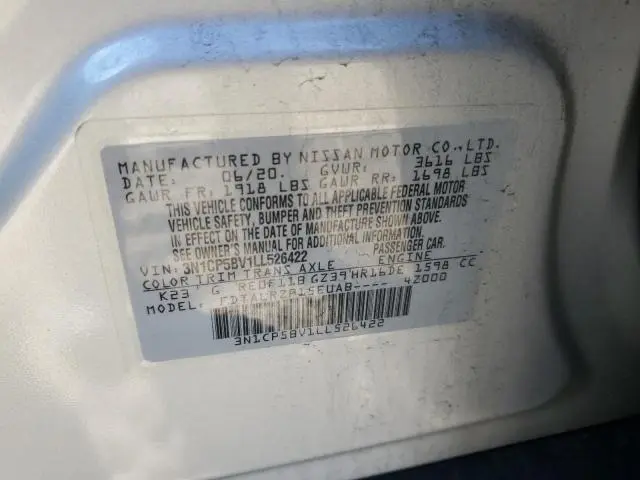 MANUFACTURED BY NISSAN MOTOR CO.,LTD.
DATE: 06/20. GVWR: 3616 LBS
GAWR FR: 1918 LBS GAWR RR: 1698 LBS
THIS VEHICLE CONFORMS TO ALL APPLICABLE FEDERAL MOTOR
VEHICLE SAFETY, BUMPER AND THEFT PREVENTION STANDARDS
IN EFFECT ON THE DATE OF MANUFACTURE SHOWN ABOVE.
SEE OWNER'S MANUAL FOR ADDITIONAL
VIN: 3N1CP5BV1LL526422 PASSENGER CAR.
COLOR TRIM TRANS AXLE ENGINE
K23 G RE0F11B GZ39 HR16DE 1598 CC
MODEL: 42000
3N1CP5BV1LL526422